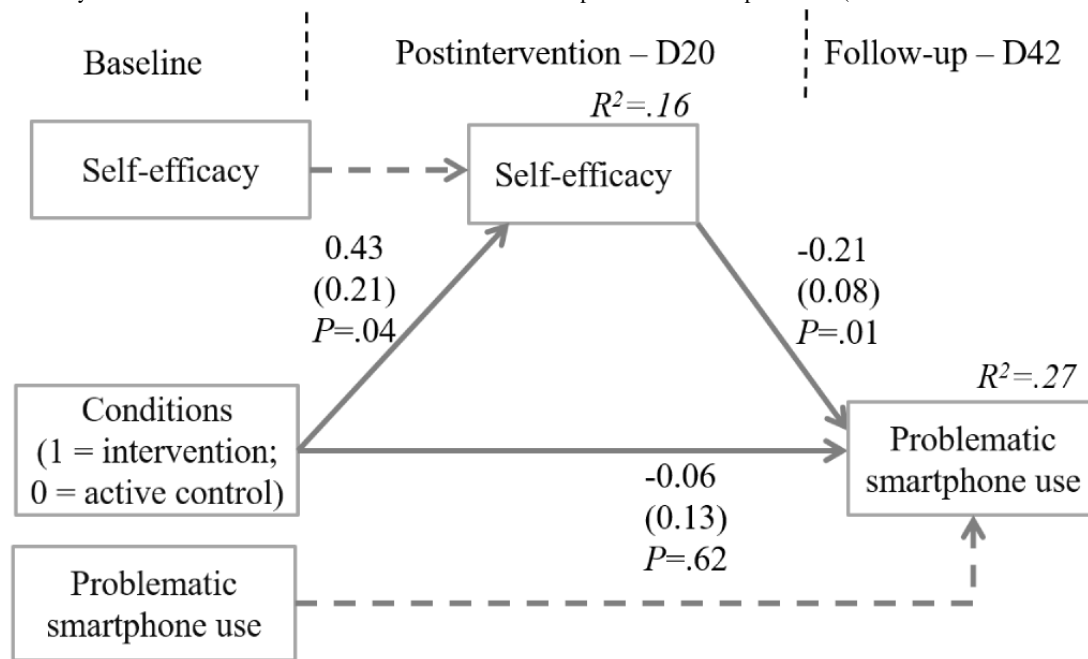 Baseline
Postintervention – D20
Follow-up – D42
R²=.16
Self-efficacy
Self-efficacy
0.43
(0.21)
P=.04
-0.21
(0.08)
P=.01
R²=.27
Conditions
(1 = intervention;
0 = active control)
Problematic
smartphone use
-0.06
(0.13)
P=.62
Problematic
smartphone use